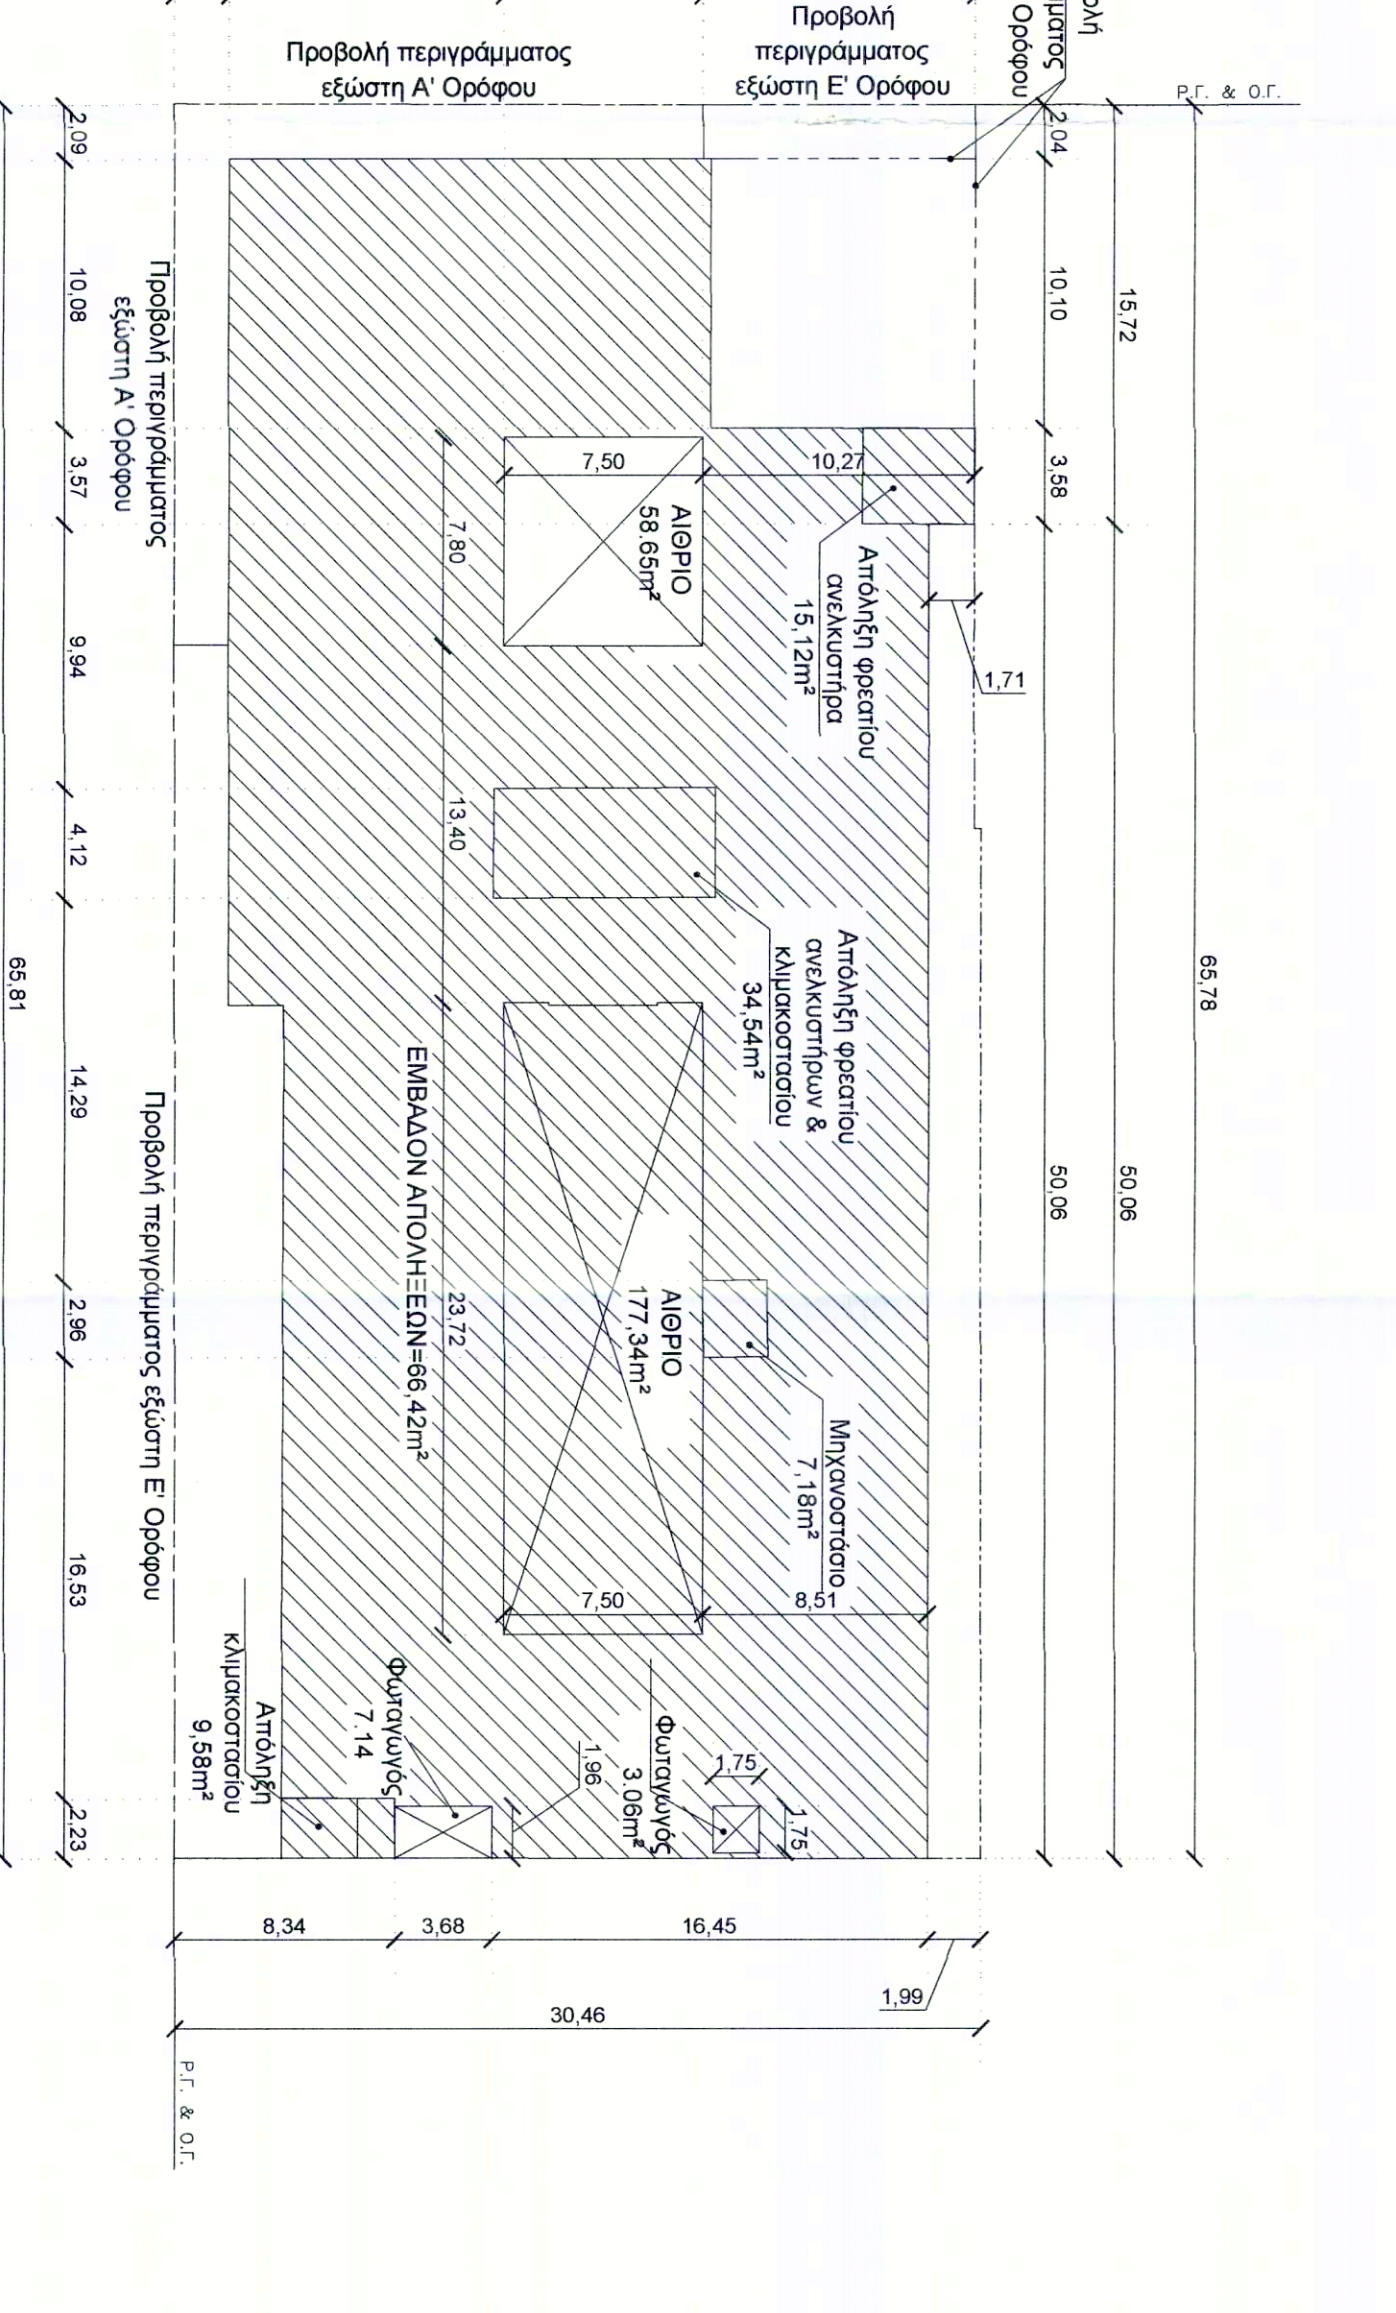 Προβολή περιγράμματος
εξώστη Α' Ορόφου
Προβολή
περιγράμματος
εξώστη Ε' Ορόφου
Ορόφου
Ρ.Γ. & Ο.Γ.
2,09
10,08
3,57
9,94
4,12
14,29
2,96
16,53
2,23
65,81
Προβολή περιγράμματος
εξώστη Α' Ορόφου
Προβολή περιγράμματος εξώστη Ε' Ορόφου
2,04
10,10
3,58
50,06
15,72
50,06
65,78
7,50
10,27
7,80
13,40
23,72
ΑΙΘΡΙΟ
58.65m²
Απόληξη φρεατίου
ανελκυστήρα
15,12m²
1,71
Απόληξη φρεατίου
ανελκυστήρων &
κλιμακοστασίου
34,54m²
ΕΜΒΑΔΟΝ ΑΠΟΛΗΞΕΩΝ=66,42m²
ΑΙΘΡΙΟ
177,34m²
Μηχανοστάσιο
7,18m²
7,50
8,51
Απόληξη
κλιμακοστασίου
9,58m²
Φωταγωγός
7.14
1,96
Φωταγωγός
3.06m²
1,75
1,75
8,34
3,68
16,45
1,99
30,46
Ρ.Γ. & Ο.Γ.